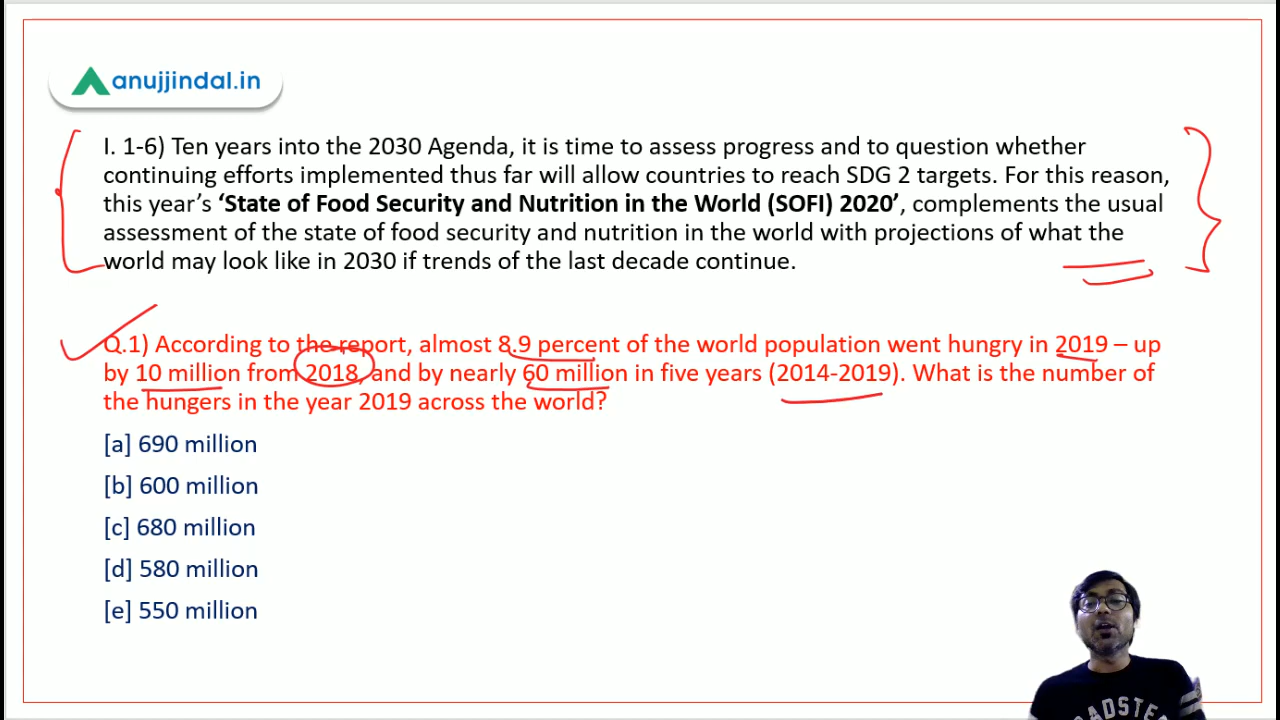 anujjindal.in
I. 1-6) Ten years into the 2030 Agenda, it is time to assess progress and to question whether
continuing efforts implemented thus far will allow countries to reach SDG 2 targets. For this reason,
this year's 'State of Food Security and Nutrition in the World (SOFI) 2020', complements the usual
assessment of the state of food security and nutrition in the world with projections of what the
world may look like in 2030 if trends of the last decade continue.
Q.1) According to the report, almost 8.9 percent of the world population went hungry in 2019 – up
by 10 million from 2018, and by nearly 60 million in five years (2014-2019). What is the number of
the hungers in the year 2019 across the world?
[a] 690 million
[b] 600 million
[c] 680 million
[d] 580 million
[e] 550 million